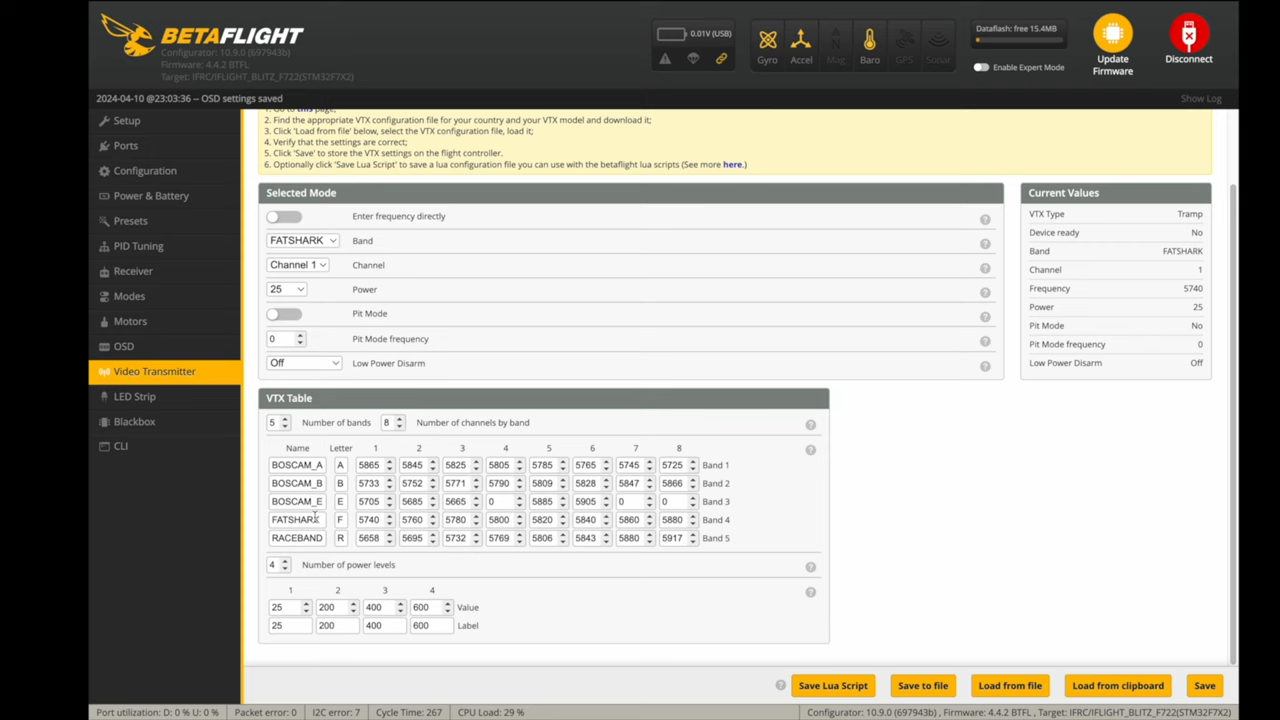 BETAFLIGHT
Configurator: 10.9.0 (697943b)
Firmware: 4.4.2 BTFL
Target: IFRC/IFLIGHT_BLITZ_F722(STM32F7X2)
0.01V (USB)
Gyro Accel Mag Baro GPS Sonar
Dataflash: free 15.4MB
Enable Expert Mode
Update Firmware
Disconnect
2024-04-10 @23:03:36 -- OSD settings saved
Show Log
Setup
Ports
Configuration
Power & Battery
Presets
PID Tuning
Receiver
Modes
Motors
OSD
Video Transmitter
LED Strip
Blackbox
CLI
1. Go to this page;
2. Find the appropriate VTX configuration file for your country and your VTX model and download it;
3. Click 'Load from file' below, select the VTX configuration file, load it;
4. Verify that the settings are correct;
5. Click 'Save' to store the VTX settings on the flight controller.
6. Optionally click 'Save Lua Script' to save a lua configuration file you can use with the betaflight lua scripts (See more here.)
Selected Mode
Enter frequency directly
FATSHARK Band
Channel 1 Channel
25 Power
Pit Mode
0 Pit Mode frequency
Off Low Power Disarm
Current Values
VTX Type Tramp
Device ready No
Band FATSHARK
Channel 1
Frequency 5740
Power 25
Pit Mode No
Pit Mode frequency 0
Low Power Disarm Off
VTX Table
5 Number of bands 8 Number of channels by band
Name Letter 1 2 3 4 5 6 7 8
BOSCAM_A A 5865 5845 5825 5805 5785 5765 5745 5725 Band 1
BOSCAM_B B 5733 5752 5771 5790 5809 5828 5847 5866 Band 2
BOSCAM_E E 5705 5685 5665 0 5885 5905 0 0 Band 3
FATSHARK F 5740 5760 5780 5800 5820 5840 5860 5880 Band 4
RACEBAND R 5658 5695 5732 5769 5806 5843 5880 5917 Band 5
4 Number of power levels
1 2 3 4
25 200 400 600 Value
25 200 400 600 Label
Save Lua Script Save to file Load from file Load from clipboard Save
Port utilization: D: 0 % U: 0 % Packet error: 0 I2C error: 7 Cycle Time: 267 CPU Load: 29 %
Configurator: 10.9.0 (697943b) , Firmware: 4.4.2 BTFL , Target: IFRC/IFLIGHT_BLITZ_F722(STM32F7X2)